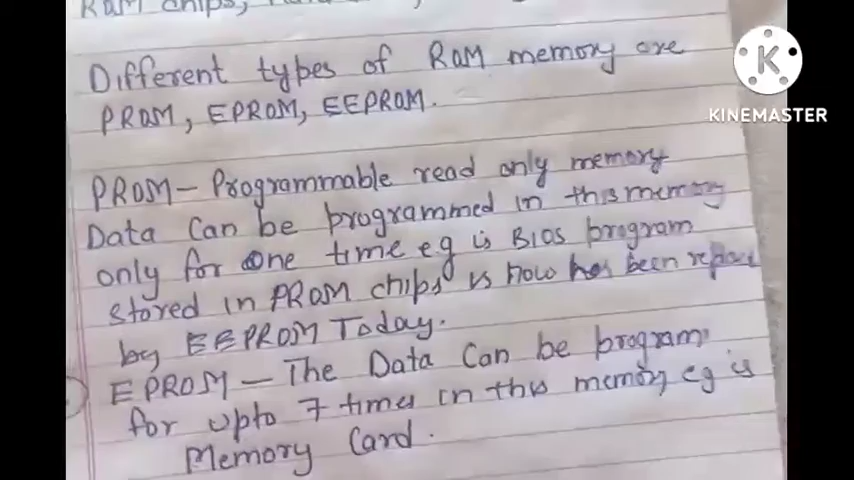 RAM chips,
Different types of ROM memory are
PROM, EPROM, EEPROM.
KINEMASTER
PROM - Programmable read only memory
Data Can be programmed in this memory
only for one time eg is BIOS program
stored in PROM chips is now has been
by EEPROM Today.
EPROM - The Data Can be program
for upto 7 times in this memory eg is
Memory Card.